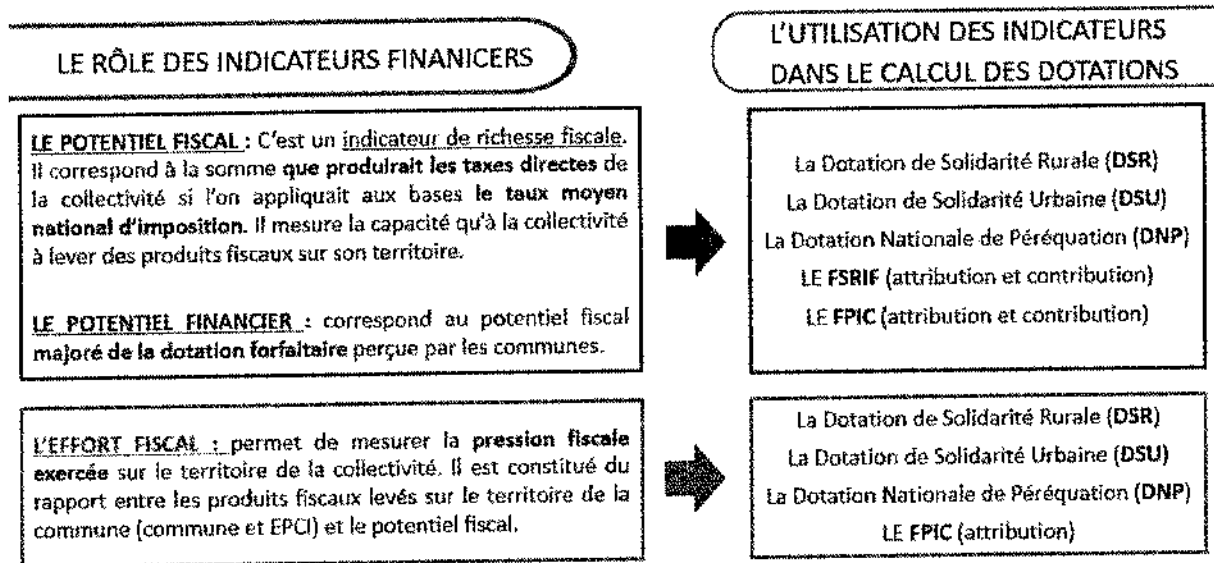 LE RÔLE DES INDICATEURS FINANICERS
LE POTENTIEL FISCAL : C'est un indicateur de richesse fiscale.
Il correspond à la somme que produirait les taxes directes de
la collectivité si l'on appliquait aux bases le taux moyen
national d'imposition. Il mesure la capacité qu'à la collectivité
à lever des produits fiscaux sur son territoire.
LE POTENTIEL FINANCIER : correspond au potentiel fiscal
majoré de la dotation forfaitaire perçue par les communes.
L'EFFORT FISCAL : permet de mesurer la pression fiscale
exercée sur le territoire de la collectivité. Il est constitué du
rapport entre les produits fiscaux levés sur le territoire de la
commune (commune et EPCI) et le potentiel fiscal.
L'UTILISATION DES INDICATEURS
DANS LE CALCUL DES DOTATIONS
La Dotation de Solidarité Rurale (DSR)
La Dotation de Solidarité Urbaine (DSU)
La Dotation Nationale de Péréquation (DNP)
LE FSRIF (attribution et contribution)
LE FPIC (attribution et contribution)
La Dotation de Solidarité Rurale (DSR)
La Dotation de Solidarité Urbaine (DSU)
La Dotation Nationale de Péréquation (DNP)
LE FPIC (attribution)